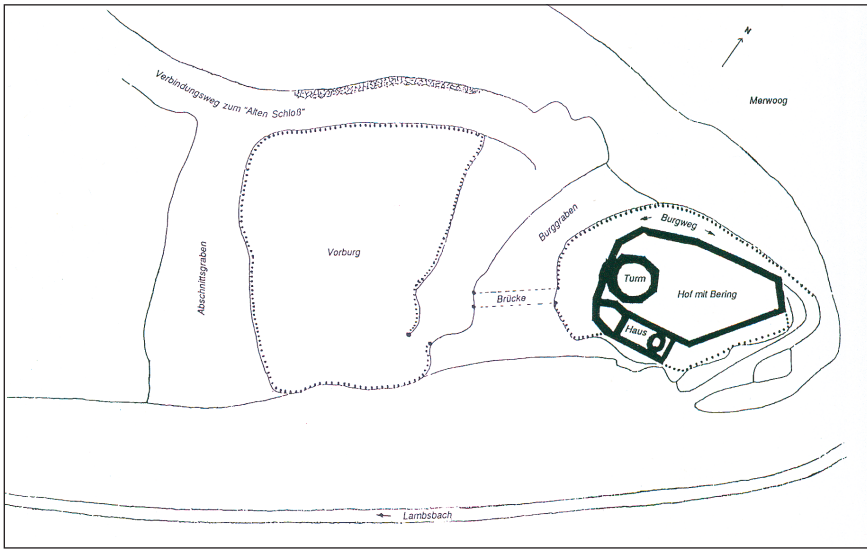 N
Merwoog
Verbindungsweg zum "Alten Schloß"
Burgweg
Burggraben
Vorburg
Abschnittsgraben
Turm
Hof mit Bering
Brücke
Haus
Lambsbach